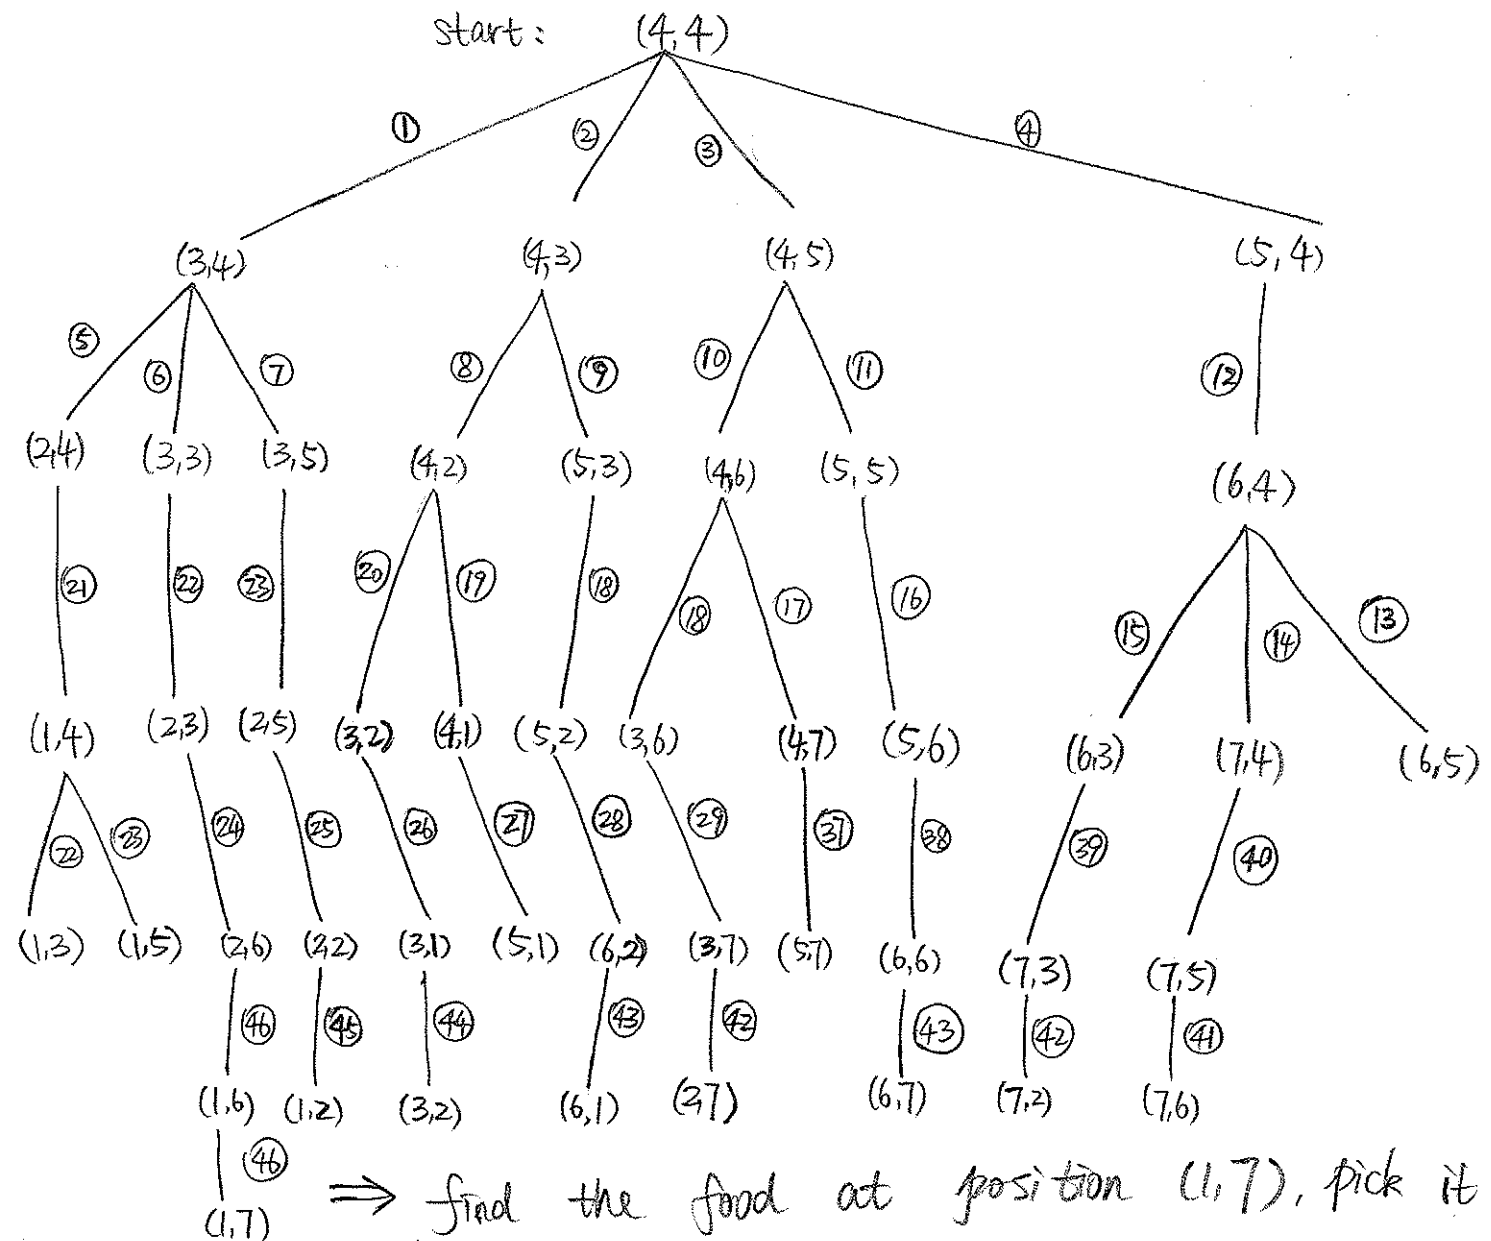 start: (4,4)
① ② ③ ④
(3,4) (4,3) (4,5) (5,4)
⑤ ⑥ ⑦ ⑧ ⑨ ⑩ ⑪ ⑫
(2,4) (3,3) (3,5) (4,2) (5,3) (4,6) (5,5) (6,4)
㉑ ㉒ ㉓ ⑳ ⑲ ⑱ ⑱ ⑰ ⑯ ⑮ ⑭ ⑬
(1,4) (2,3) (2,5) (3,2) (4,1) (5,2) (3,6) (4,7) (5,6) (6,3) (7,4) (6,5)
㉒ ㉓ ㉔ ㉕ ㉖ ㉗ ㉘ ㉙ ㊲ ㊳ ㊴ ㊵
(1,3) (1,5) (2,6) (2,2) (3,1) (5,1) (6,2) (3,7) (5,7) (6,6) (7,3) (7,5)
㊻ ㊺ ㊹ ㊸ ㊷ ㊸ ㊷ ㊶
(1,6) (1,2) (3,2) (6,1) (2,7) (6,7) (7,2) (7,6)
㊻
(1,7) ⇒ find the food at position (1,7), pick it